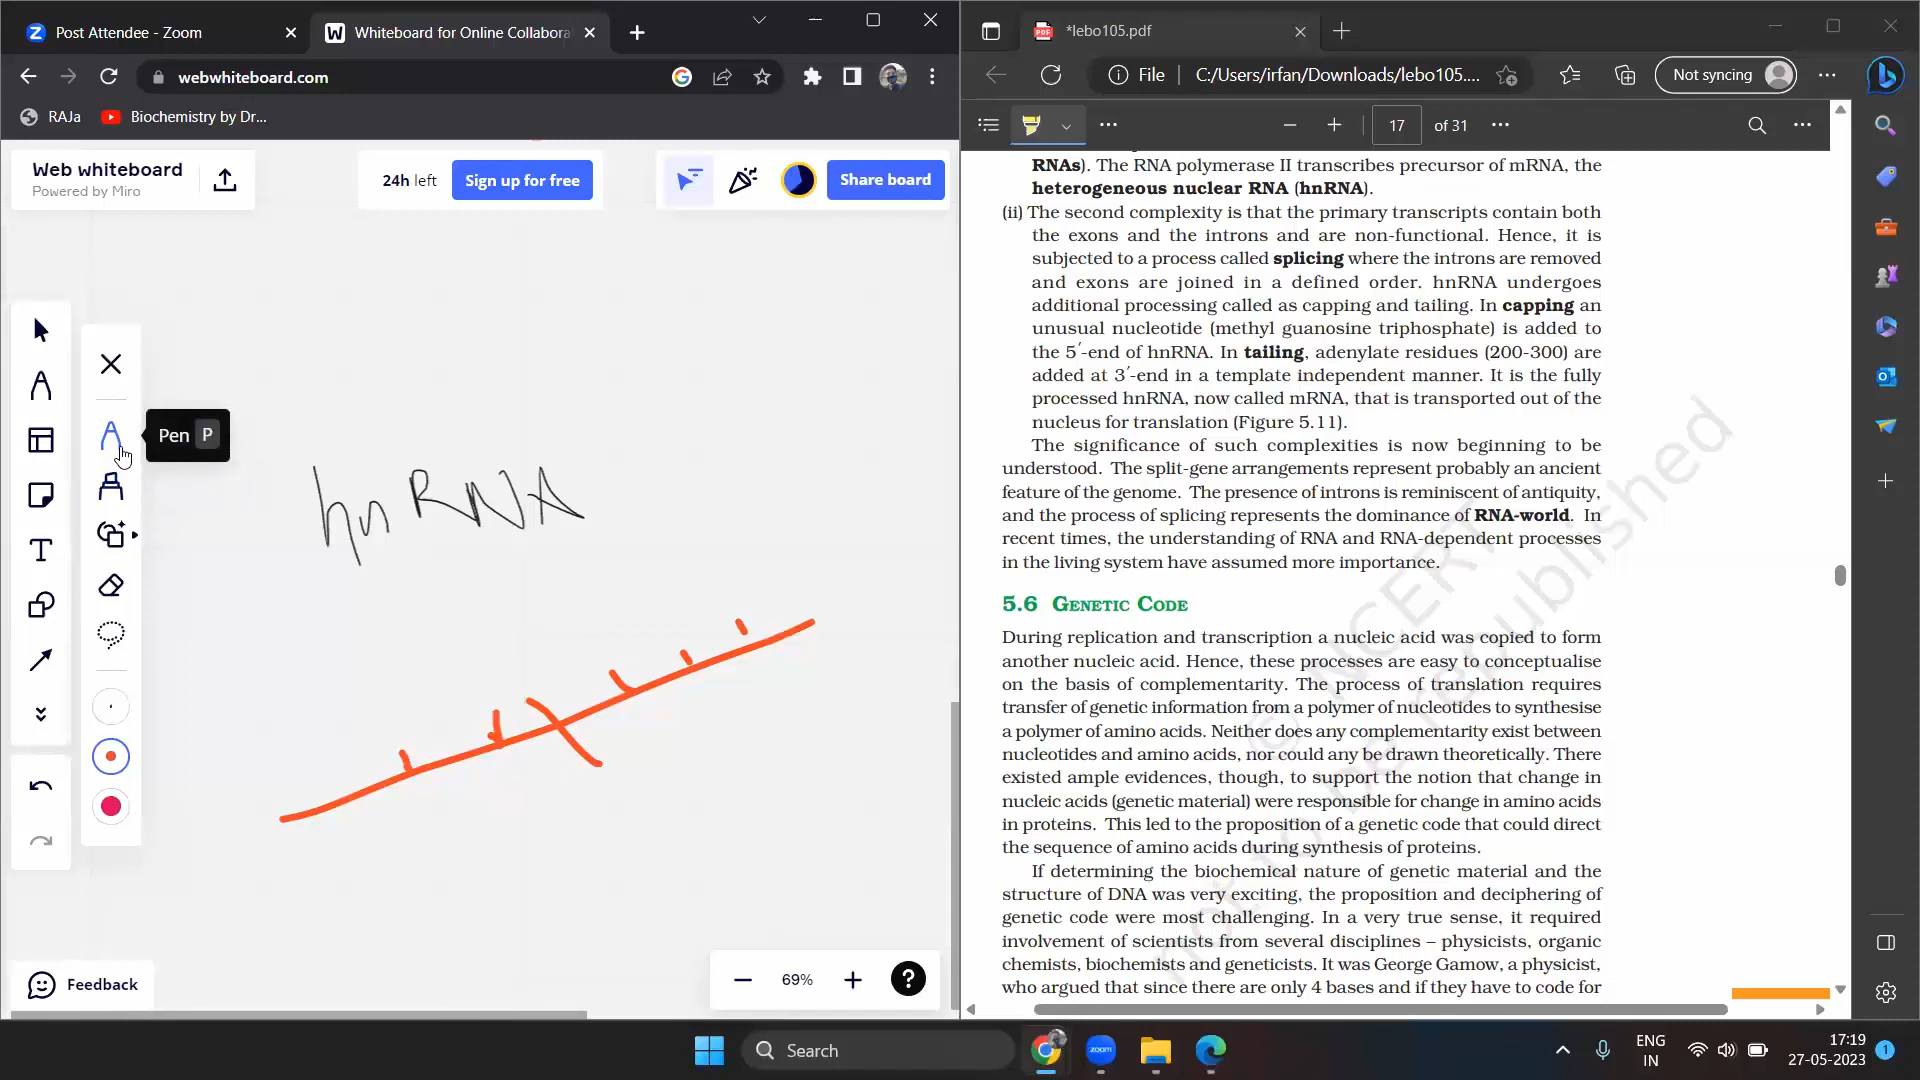 Post Attendee - Zoom
Whiteboard for Online Collabora
*lebo105.pdf
webwhiteboard.com
File
C:/Users/irfan/Downloads/lebo105....
Not syncing
RAJa
Biochemistry by Dr...
17
of 31
Web whiteboard
Powered by Miro
24h left
Sign up for free
Share board
RNAs). The RNA polymerase II transcribes precursor of mRNA, the
heterogeneous nuclear RNA (hnRNA).
(ii) The second complexity is that the primary transcripts contain both
the exons and the introns and are non-functional. Hence, it is
subjected to a process called splicing where the introns are removed
and exons are joined in a defined order. hnRNA undergoes
additional processing called as capping and tailing. In capping an
unusual nucleotide (methyl guanosine triphosphate) is added to
the 5′-end of hnRNA. In tailing, adenylate residues (200-300) are
added at 3′-end in a template independent manner. It is the fully
processed hnRNA, now called mRNA, that is transported out of the
nucleus for translation (Figure 5.11).
The significance of such complexities is now beginning to be
understood. The split-gene arrangements represent probably an ancient
feature of the genome. The presence of introns is reminiscent of antiquity,
and the process of splicing represents the dominance of RNA-world. In
recent times, the understanding of RNA and RNA-dependent processes
in the living system have assumed more importance.
5.6 GENETIC CODE
During replication and transcription a nucleic acid was copied to form
another nucleic acid. Hence, these processes are easy to conceptualise
on the basis of complementarity. The process of translation requires
transfer of genetic information from a polymer of nucleotides to synthesise
a polymer of amino acids. Neither does any complementarity exist between
nucleotides and amino acids, nor could any be drawn theoretically. There
existed ample evidences, though, to support the notion that change in
nucleic acids (genetic material) were responsible for change in amino acids
in proteins. This led to the proposition of a genetic code that could direct
the sequence of amino acids during synthesis of proteins.
If determining the biochemical nature of genetic material and the
structure of DNA was very exciting, the proposition and deciphering of
genetic code were most challenging. In a very true sense, it required
involvement of scientists from several disciplines – physicists, organic
chemists, biochemists and geneticists. It was George Gamow, a physicist,
who argued that since there are only 4 bases and if they have to code for
© NCERT
not to be republished
Pen P
hn RNA
T
69%
Feedback
Search
zoom
ENG
IN
17:19
27-05-2023
1